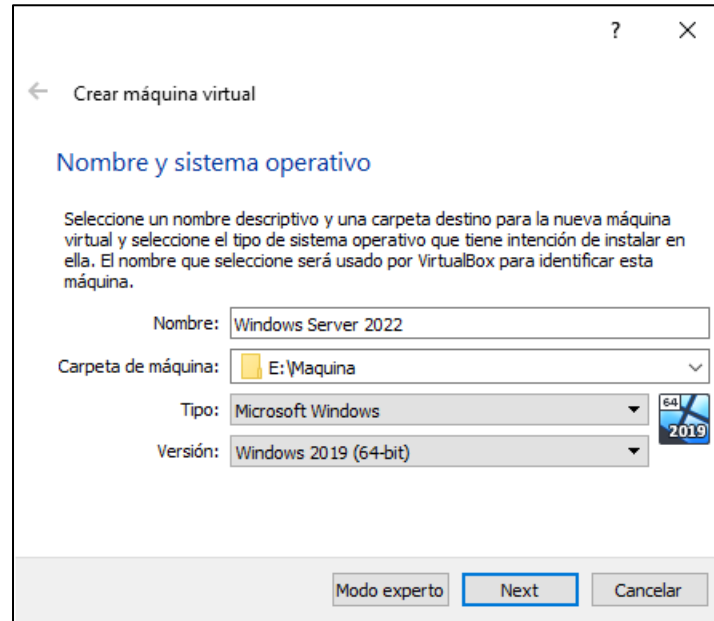 ?
Crear máquina virtual
Nombre y sistema operativo
Seleccione un nombre descriptivo y una carpeta destino para la nueva máquina
virtual y seleccione el tipo de sistema operativo que tiene intención de instalar en
ella. El nombre que seleccione será usado por VirtualBox para identificar esta
máquina.
Nombre: Windows Server 2022
Carpeta de máquina: E:\Maquina
Tipo: Microsoft Windows
64
Versión: Windows 2019 (64-bit)
2019
Modo experto Next Cancelar